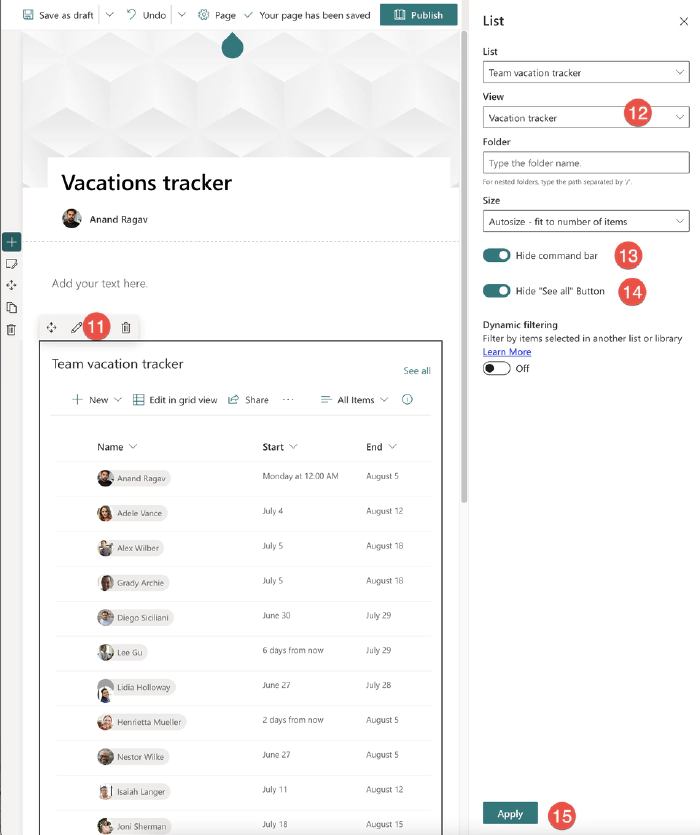 Save as draft Undo Page Your page has been saved Publish
Vacations tracker
Anand Ragav
Add your text here.
11
Team vacation tracker
See all
New Edit in grid view Share ... All Items
Name Start End
Anand Ragav Monday at 12:00 AM August 5
Adele Vance July 4 August 12
Alex Wilber July 5 August 18
Grady Archie July 5 August 18
Diego Siciliani June 30 July 29
Lee Gu 6 days from now July 29
Lidia Holloway June 27 July 28
Henrietta Mueller 2 days from now August 5
Nestor Wilke June 27 August 5
Isaiah Langer July 11 August 12
Joni Sherman July 18 August 15
List
List
Team vacation tracker
View
Vacation tracker 12
Folder
Type the folder name.
For nested folders, type the path separated by '/'.
Size
Autosize - fit to number of items
Hide command bar 13
Hide "See all" Button 14
Dynamic filtering
Filter by items selected in another list or library
Learn More
Off
Apply 15